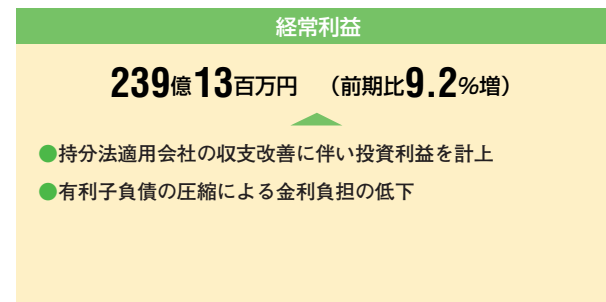 経常利益
239億13百万円 （前期比9.2%増）
●持分法適用会社の収支改善に伴い投資利益を計上
●有利子負債の圧縮による金利負担の低下